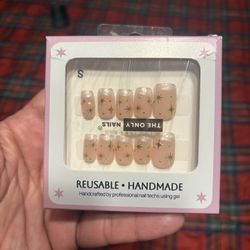 S
THE ONLY
NAILS®
REUSABLE • HANDMADE
Handcrafted by professional nail techs using gel